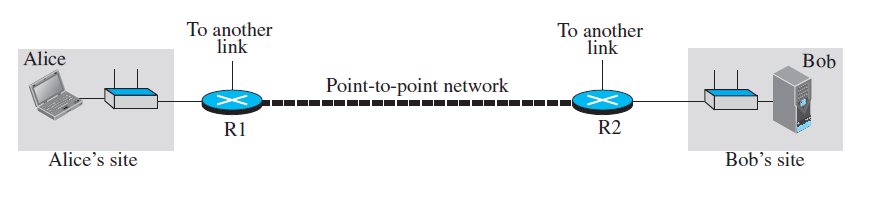 To another
link
To another
link
Alice
Bob
Point-to-point network
R1
R2
Alice's site
Bob's site